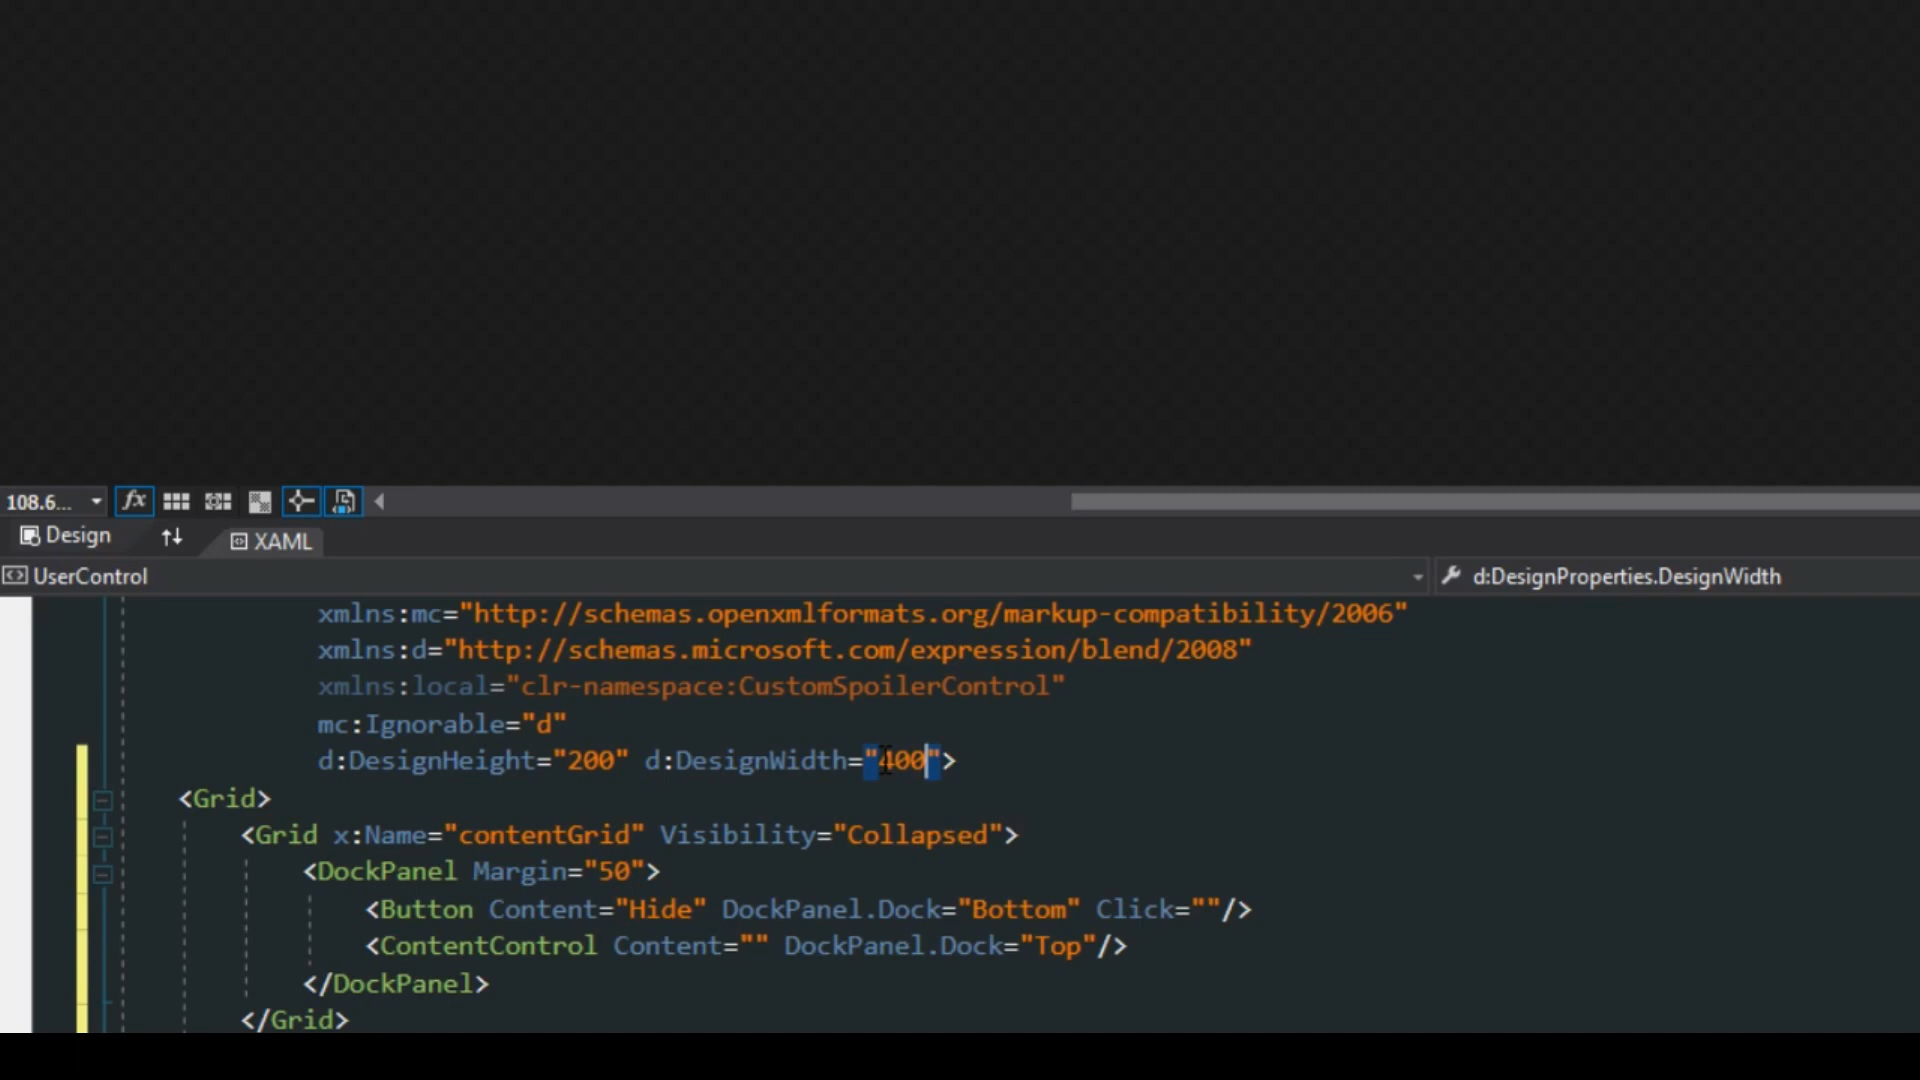 108.6...
Design
XAML
UserControl
d:DesignProperties.DesignWidth
xmlns:mc="http://schemas.openxmlformats.org/markup-compatibility/2006"
xmlns:d="http://schemas.microsoft.com/expression/blend/2008"
xmlns:local="clr-namespace:CustomSpoilerControl"
mc:Ignorable="d"
d:DesignHeight="200" d:DesignWidth="400">
<Grid>
<Grid x:Name="contentGrid" Visibility="Collapsed">
<DockPanel Margin="50">
<Button Content="Hide" DockPanel.Dock="Bottom" Click=""/>
<ContentControl Content="" DockPanel.Dock="Top"/>
</DockPanel>
</Grid>